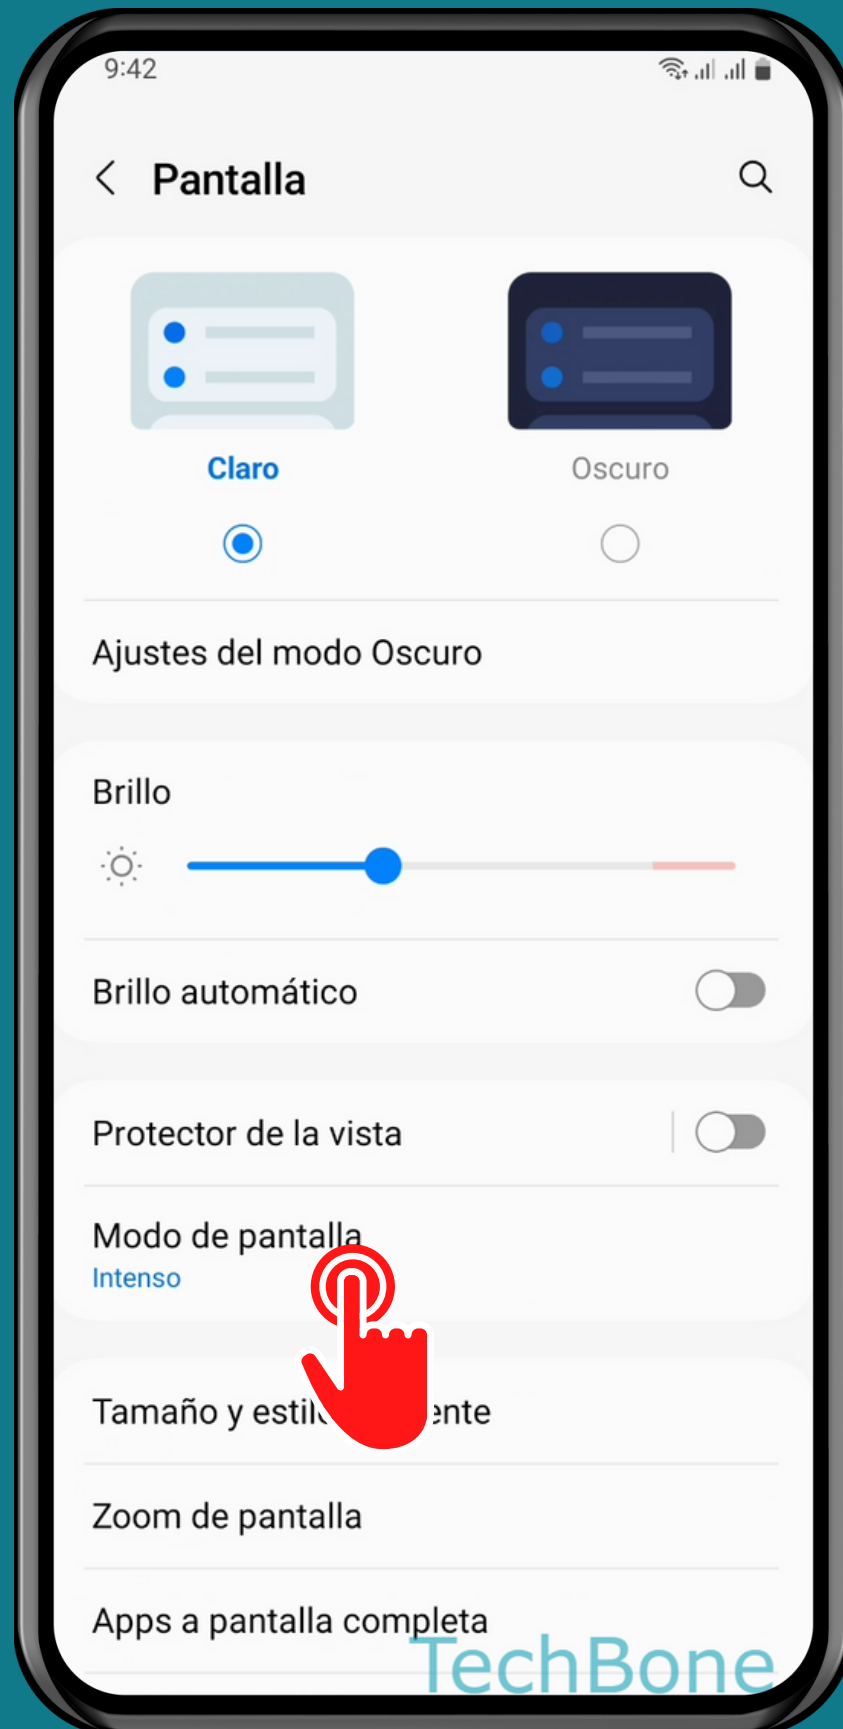 9:42
Pantalla
Claro
Oscuro
Ajustes del modo Oscuro
Brillo
Brillo automático
Protector de la vista
Modo de pantalla
Intenso
Tamaño y
Zoom de pantalla
Apps a pantalla completa
TechBone